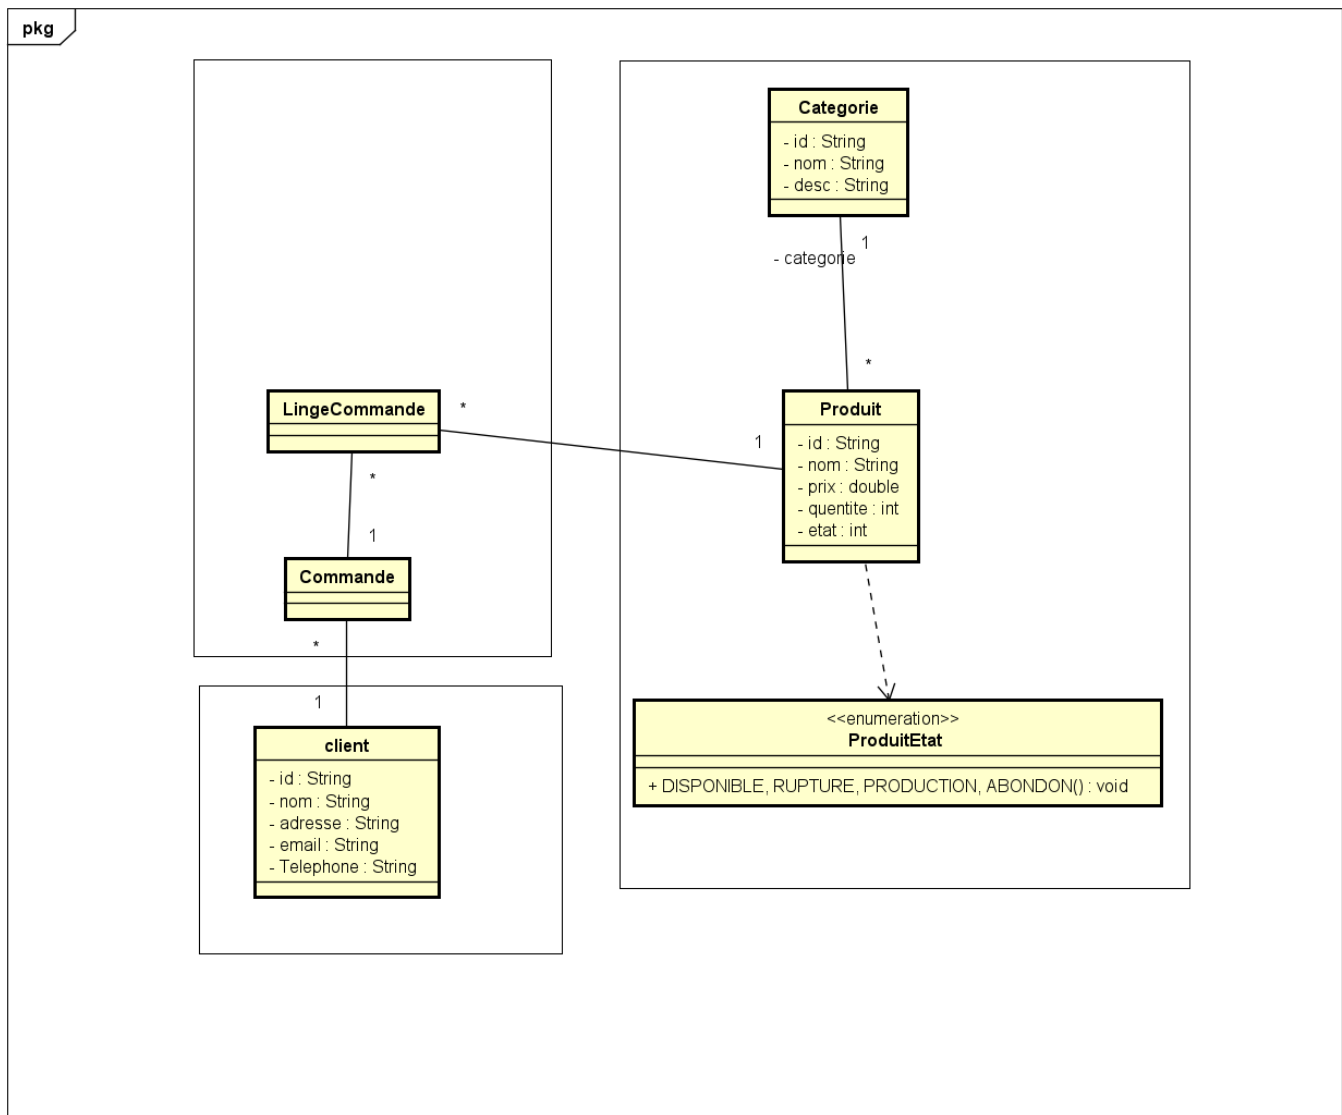 pkg
Categorie
- id : String
- nom : String
- desc : String
1
- categorie
*
LingeCommande
*
1
*
1
Commande
*
1
Produit
- id : String
- nom : String
- prix : double
- quentite : int
- etat : int
<<enumeration>>
ProduitEtat
+ DISPONIBLE, RUPTURE, PRODUCTION, ABONDON() : void
client
- id : String
- nom : String
- adresse : String
- email : String
- Telephone : String